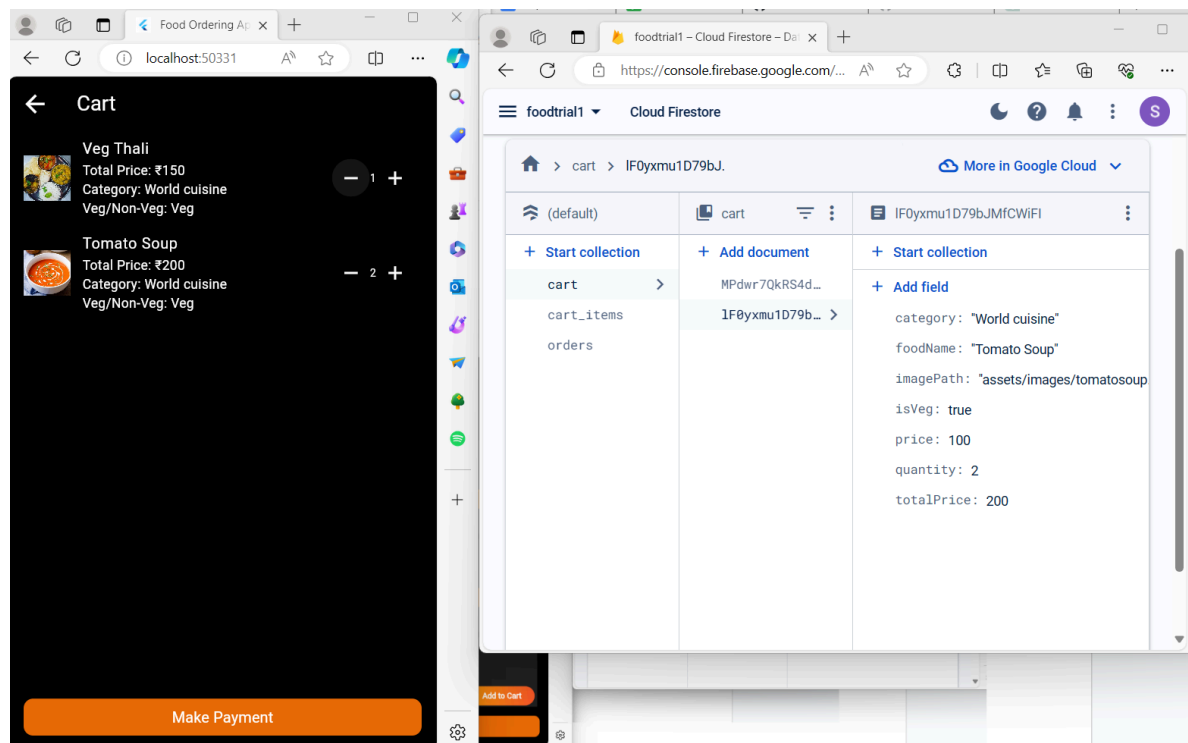 Food Ordering Ap
localhost:50331
Cart
Veg Thali
Total Price: ₹150
Category: World cuisine
Veg/Non-Veg: Veg
1
Tomato Soup
Total Price: ₹200
Category: World cuisine
Veg/Non-Veg: Veg
2
Make Payment
foodtrial1 – Cloud Firestore – Dat
https://console.firebase.google.com/...
foodtrial1
Cloud Firestore
S
cart > lF0yxmu1D79bJ.
More in Google Cloud
(default)
+ Start collection
cart
cart_items
orders
cart
+ Add document
MPdwr7QkRS4d…
lF0yxmu1D79b…
lF0yxmu1D79bJMfCWiFI
+ Start collection
+ Add field
category: "World cuisine"
foodName: "Tomato Soup"
imagePath: "assets/images/tomatosoup.
isVeg: true
price: 100
quantity: 2
totalPrice: 200
Add to Cart